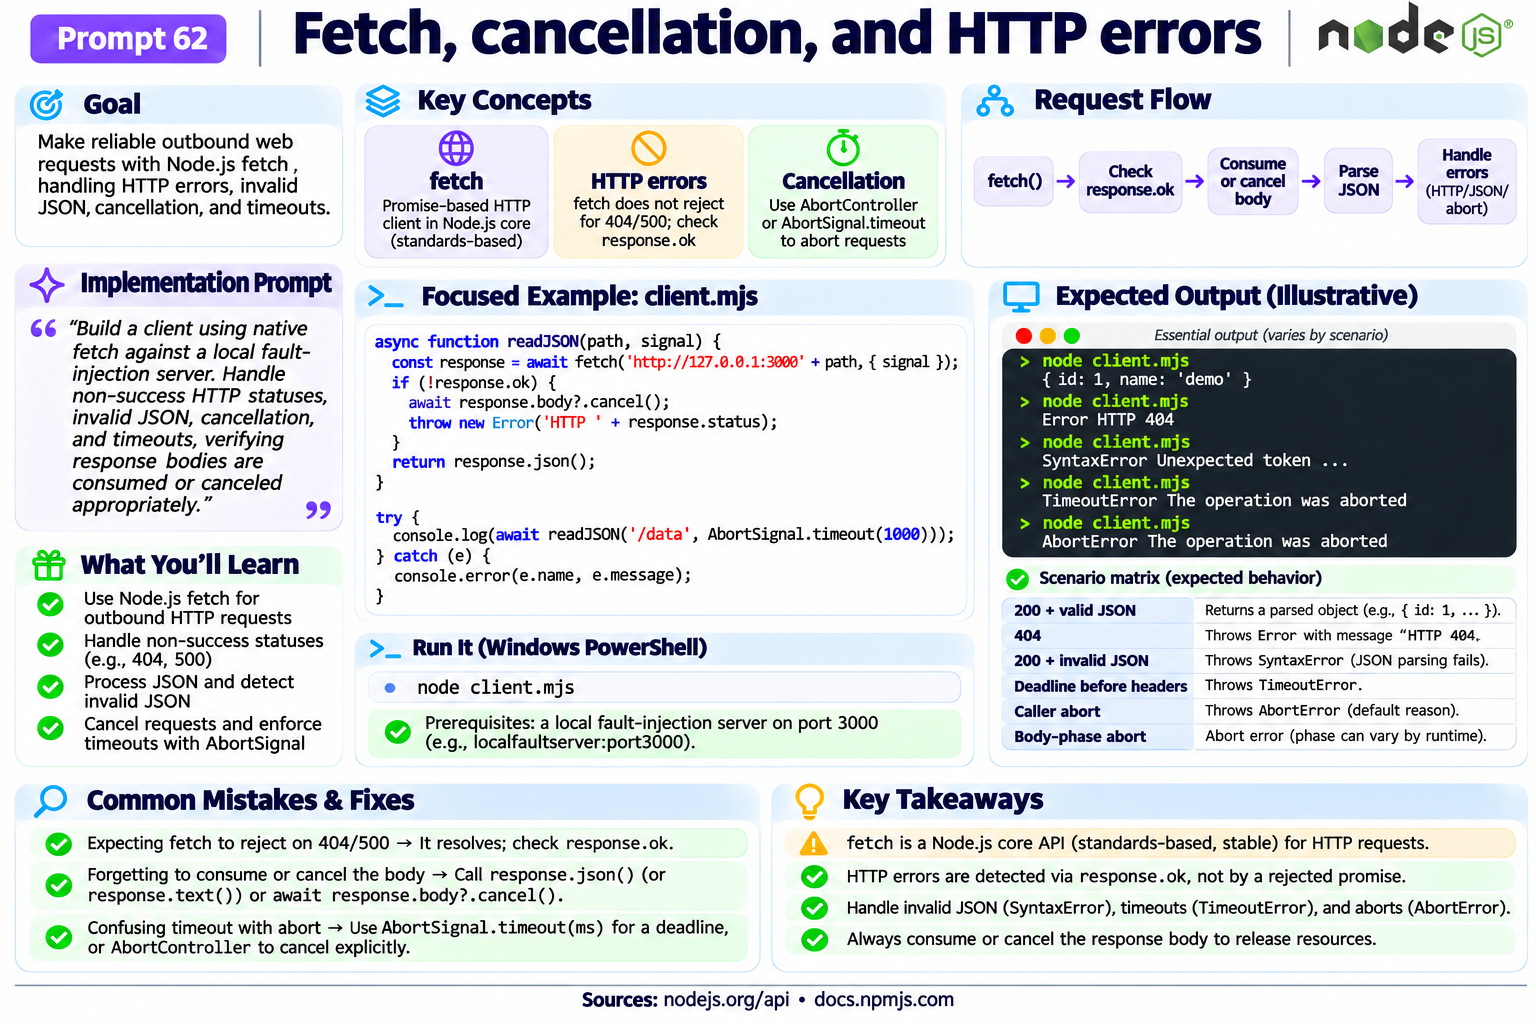 Prompt 62
Fetch, cancellation, and HTTP errors
node JS ®
Goal
Make reliable outbound web
requests with Node.js fetch ,
handling HTTP errors, invalid
JSON, cancellation, and timeouts.
Key Concepts
fetch
Promise-based HTTP
client in Node.js core
(standards-based)
HTTP errors
fetch does not reject
for 404/500; check
response.ok
Cancellation
Use AbortController
or AbortSignal.timeout
to abort requests
Request Flow
fetch()
Check
response.ok
Consume
or cancel
body
Parse
JSON
Handle
errors
(HTTP/JSON/
abort)
Implementation Prompt
“Build a client using native
fetch against a local fault-
injection server. Handle
non-success HTTP statuses,
invalid JSON, cancellation,
and timeouts, verifying
response bodies are
consumed or canceled
appropriately.”
What You’ll Learn
Use Node.js fetch for
outbound HTTP requests
Handle non-success statuses
(e.g., 404, 500)
Process JSON and detect
invalid JSON
Cancel requests and enforce
timeouts with AbortSignal
Focused Example: client.mjs
async function readJSON(path, signal) {
const response = await fetch('http://127.0.0.1:3000' + path, { signal });
if (!response.ok) {
await response.body?.cancel();
throw new Error('HTTP ' + response.status);
}
return response.json();
}
try {
console.log(await readJSON('/data', AbortSignal.timeout(1000)));
} catch (e) {
console.error(e.name, e.message);
}
Run It (Windows PowerShell)
node client.mjs
Prerequisites: a local fault-injection server on port 3000
(e.g., localfaultserver:port3000).
Expected Output (Illustrative)
Essential output (varies by scenario)
> node client.mjs
{ id: 1, name: 'demo' }
> node client.mjs
Error HTTP 404
> node client.mjs
SyntaxError Unexpected token ...
> node client.mjs
TimeoutError The operation was aborted
> node client.mjs
AbortError The operation was aborted
Scenario matrix (expected behavior)
200 + valid JSON Returns a parsed object (e.g., { id: 1, ... }).
404 Throws Error with message “HTTP 404.
200 + invalid JSON Throws SyntaxError (JSON parsing fails).
Deadline before headers Throws TimeoutError.
Caller abort Throws AbortError (default reason).
Body-phase abort Abort error (phase can vary by runtime).
Common Mistakes & Fixes
Expecting fetch to reject on 404/500 → It resolves; check response.ok.
Forgetting to consume or cancel the body → Call response.json() (or
response.text()) or await response.body?.cancel().
Confusing timeout with abort → Use AbortSignal.timeout(ms) for a deadline,
or AbortController to cancel explicitly.
Key Takeaways
fetch is a Node.js core API (standards-based, stable) for HTTP requests.
HTTP errors are detected via response.ok, not by a rejected promise.
Handle invalid JSON (SyntaxError), timeouts (TimeoutError), and aborts (AbortError).
Always consume or cancel the response body to release resources.
Sources: nodejs.org/api • docs.npmjs.com